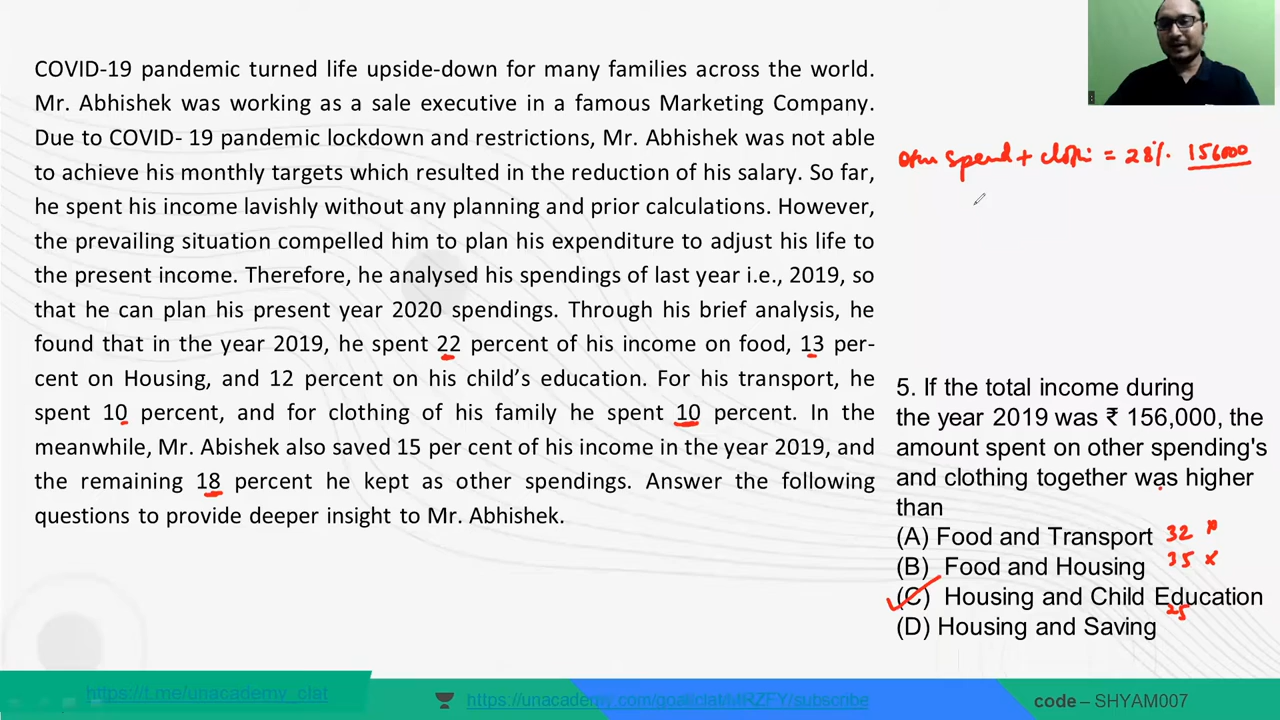 COVID-19 pandemic turned life upside-down for many families across the world.
Mr. Abhishek was working as a sale executive in a famous Marketing Company.
Due to COVID- 19 pandemic lockdown and restrictions, Mr. Abhishek was not able
to achieve his monthly targets which resulted in the reduction of his salary. So far,
he spent his income lavishly without any planning and prior calculations. However,
the prevailing situation compelled him to plan his expenditure to adjust his life to
the present income. Therefore, he analysed his spendings of last year i.e., 2019, so
that he can plan his present year 2020 spendings. Through his brief analysis, he
found that in the year 2019, he spent 22 percent of his income on food, 13 per-
cent on Housing, and 12 percent on his child's education. For his transport, he
spent 10 percent, and for clothing of his family he spent 10 percent. In the
meanwhile, Mr. Abishek also saved 15 per cent of his income in the year 2019, and
the remaining 18 percent he kept as other spendings. Answer the following
questions to provide deeper insight to Mr. Abhishek.
spend + = 28% 156000
5. If the total income during
the year 2019 was ₹ 156,000, the
amount spent on other spending's
and clothing together was higher
than
(A) Food and Transport 32 x
(B) Food and Housing 35 x
(C) Housing and Child Education
25
(D) Housing and Saving
https://t.me/unacademy_clat
https://unacademy.com/goal/clat/MRZFY/subscribe
code – SHYAM007